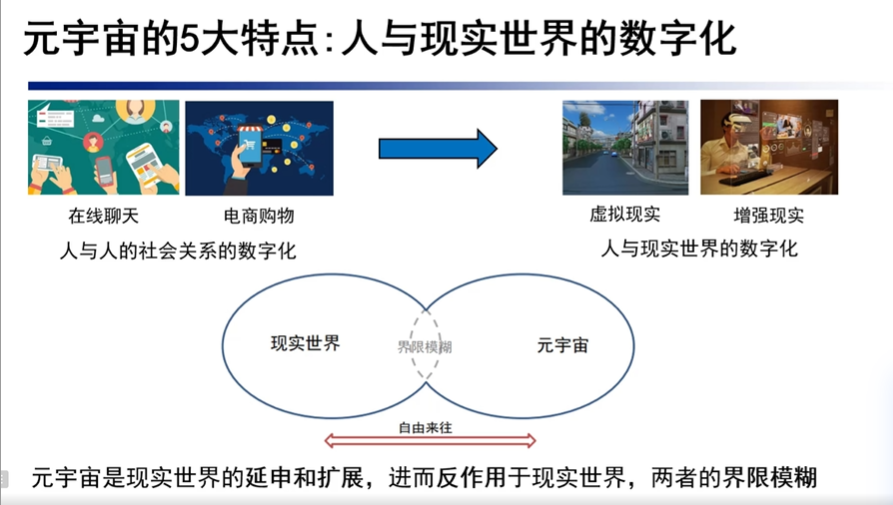 元宇宙的5大特点：人与现实世界的数字化
在线聊天
电商购物
虚拟现实
增强现实
人与人的社会关系的数字化
人与现实世界的数字化
现实世界
界限模糊
元宇宙
自由来往
元宇宙是现实世界的延申和扩展，进而反作用于现实世界，两者的界限模糊